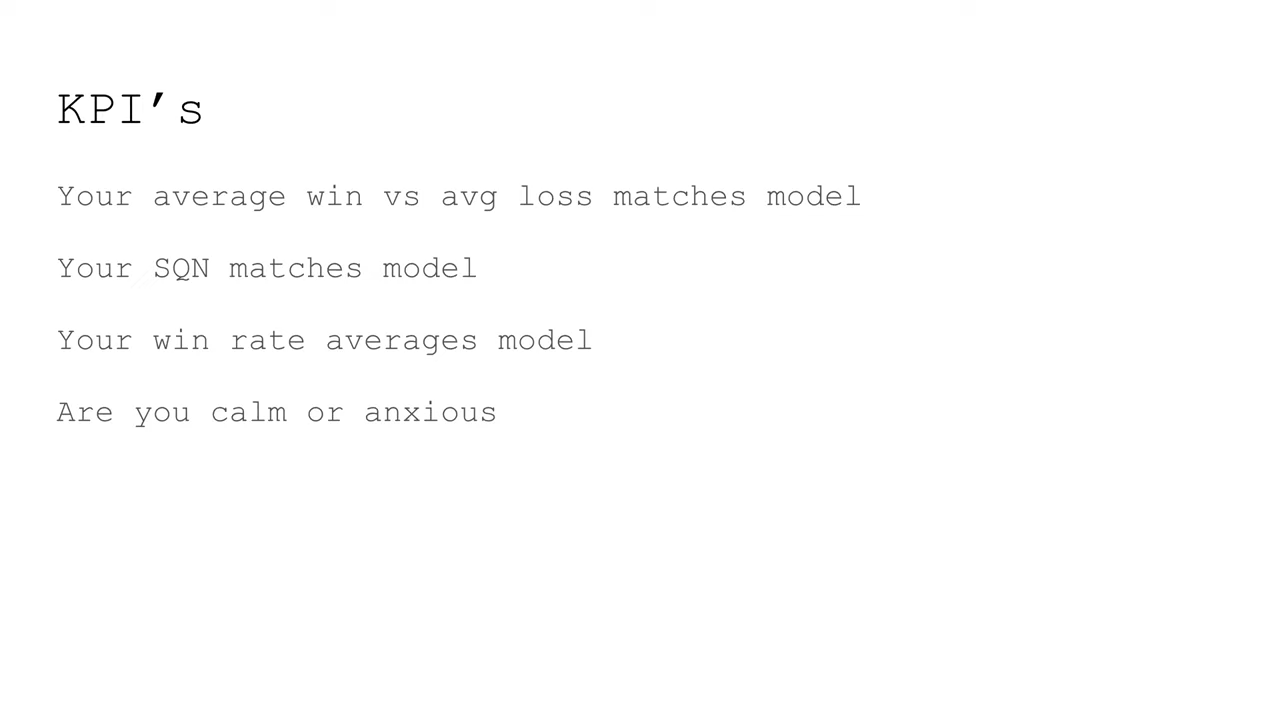 KPI’s
Your average win vs avg loss matches model
Your SQN matches model
Your win rate averages model
Are you calm or anxious